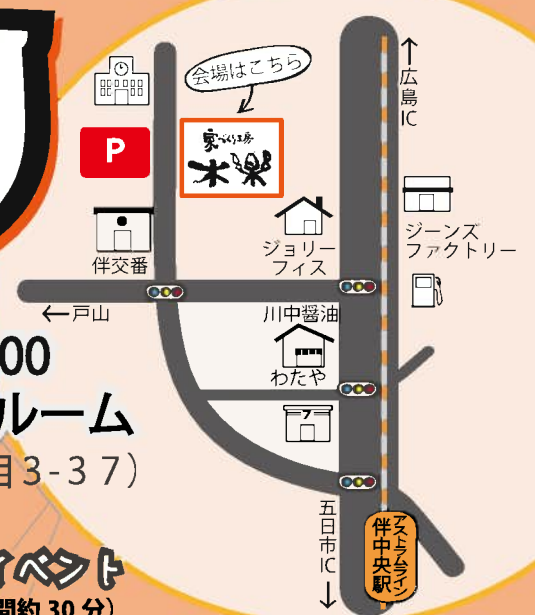 会場はこちら
家づくり工房
木楽
P
伴交番
←戸山
↑広島IC
ジーンズ
ファクトリー
ジョリー
フィス
川中醤油
わたや
7
五日市IC↓
アストラムライン
伴中央駅
00
ルーム
目3-37）
イベント
間約30分）